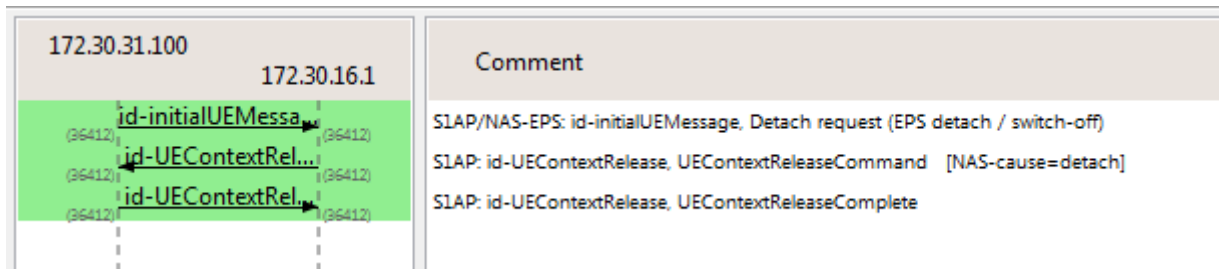 172.30.31.100
172.30.16.1
Comment
id-initialUEMessa...
(36412) (36412)
S1AP/NAS-EPS: id-initialUEMessage, Detach request (EPS detach / switch-off)
id-UEContextRel...
(36412) (36412)
S1AP: id-UEContextRelease, UEContextReleaseCommand [NAS-cause=detach]
id-UEContextRel...
(36412) (36412)
S1AP: id-UEContextRelease, UEContextReleaseComplete